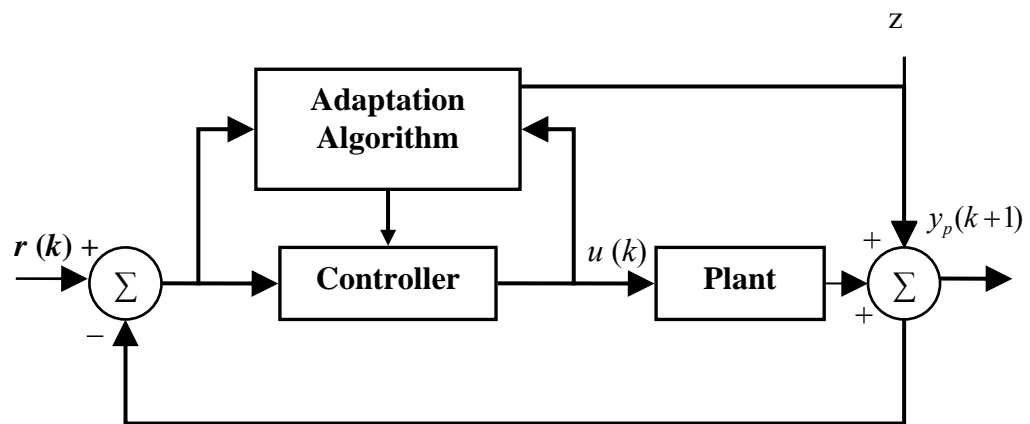 z
Adaptation
Algorithm
r (k) +
Σ
−
Controller
u (k)
Plant
+
Σ
+
y_p(k+1)